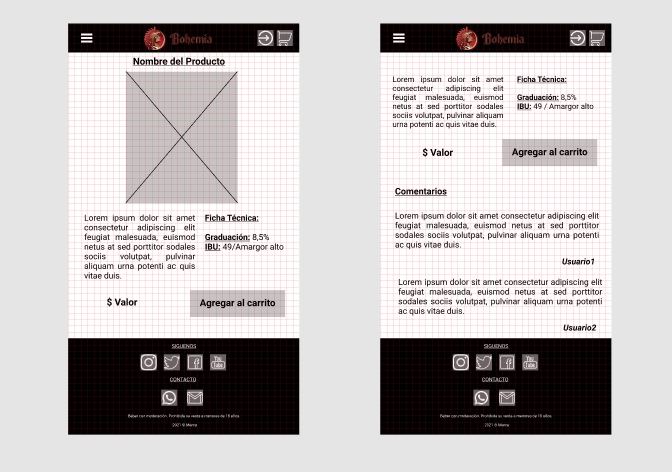 Bohemia
Nombre del Producto
Lorem ipsum dolor sit amet
consectetur adipiscing elit
feugiat malesuada, euismod
netus at sed porttitor sodales
sociis volutpat, pulvinar
aliquam urna potenti ac quis
vitae duis.
Ficha Técnica:
Graduación: 8,5%
IBU: 49/Amargor alto
$ Valor
Agregar al carrito
SIGUENOS
You
Tube
CONTACTO
Beber con moderación. Prohibida su venta a menores de 18 años.
2021 © Marca
Bohemia
Lorem ipsum dolor sit amet
consectetur adipiscing elit
feugiat malesuada, euismod
netus at sed porttitor sodales
sociis volutpat, pulvinar aliquam
urna potenti ac quis vitae duis.
Ficha Técnica:
Graduación: 8,5%
IBU: 49 / Amargor alto
$ Valor
Agregar al carrito
Comentarios
Lorem ipsum dolor sit amet consectetur adipiscing elit
feugiat malesuada, euismod netus at sed porttitor sodales
sociis volutpat, pulvinar aliquam urna potenti ac quis
vitae duis.
Usuario1
Lorem ipsum dolor sit amet consectetur adipiscing elit
feugiat malesuada, euismod netus at sed porttitor
sodales sociis volutpat, pulvinar aliquam urna potenti
ac quis vitae duis.
Usuario2
SIGUENOS
You
Tube
CONTACTO
Beber con moderación. Prohibida su venta a menores de 18 años.
2021 © Marca